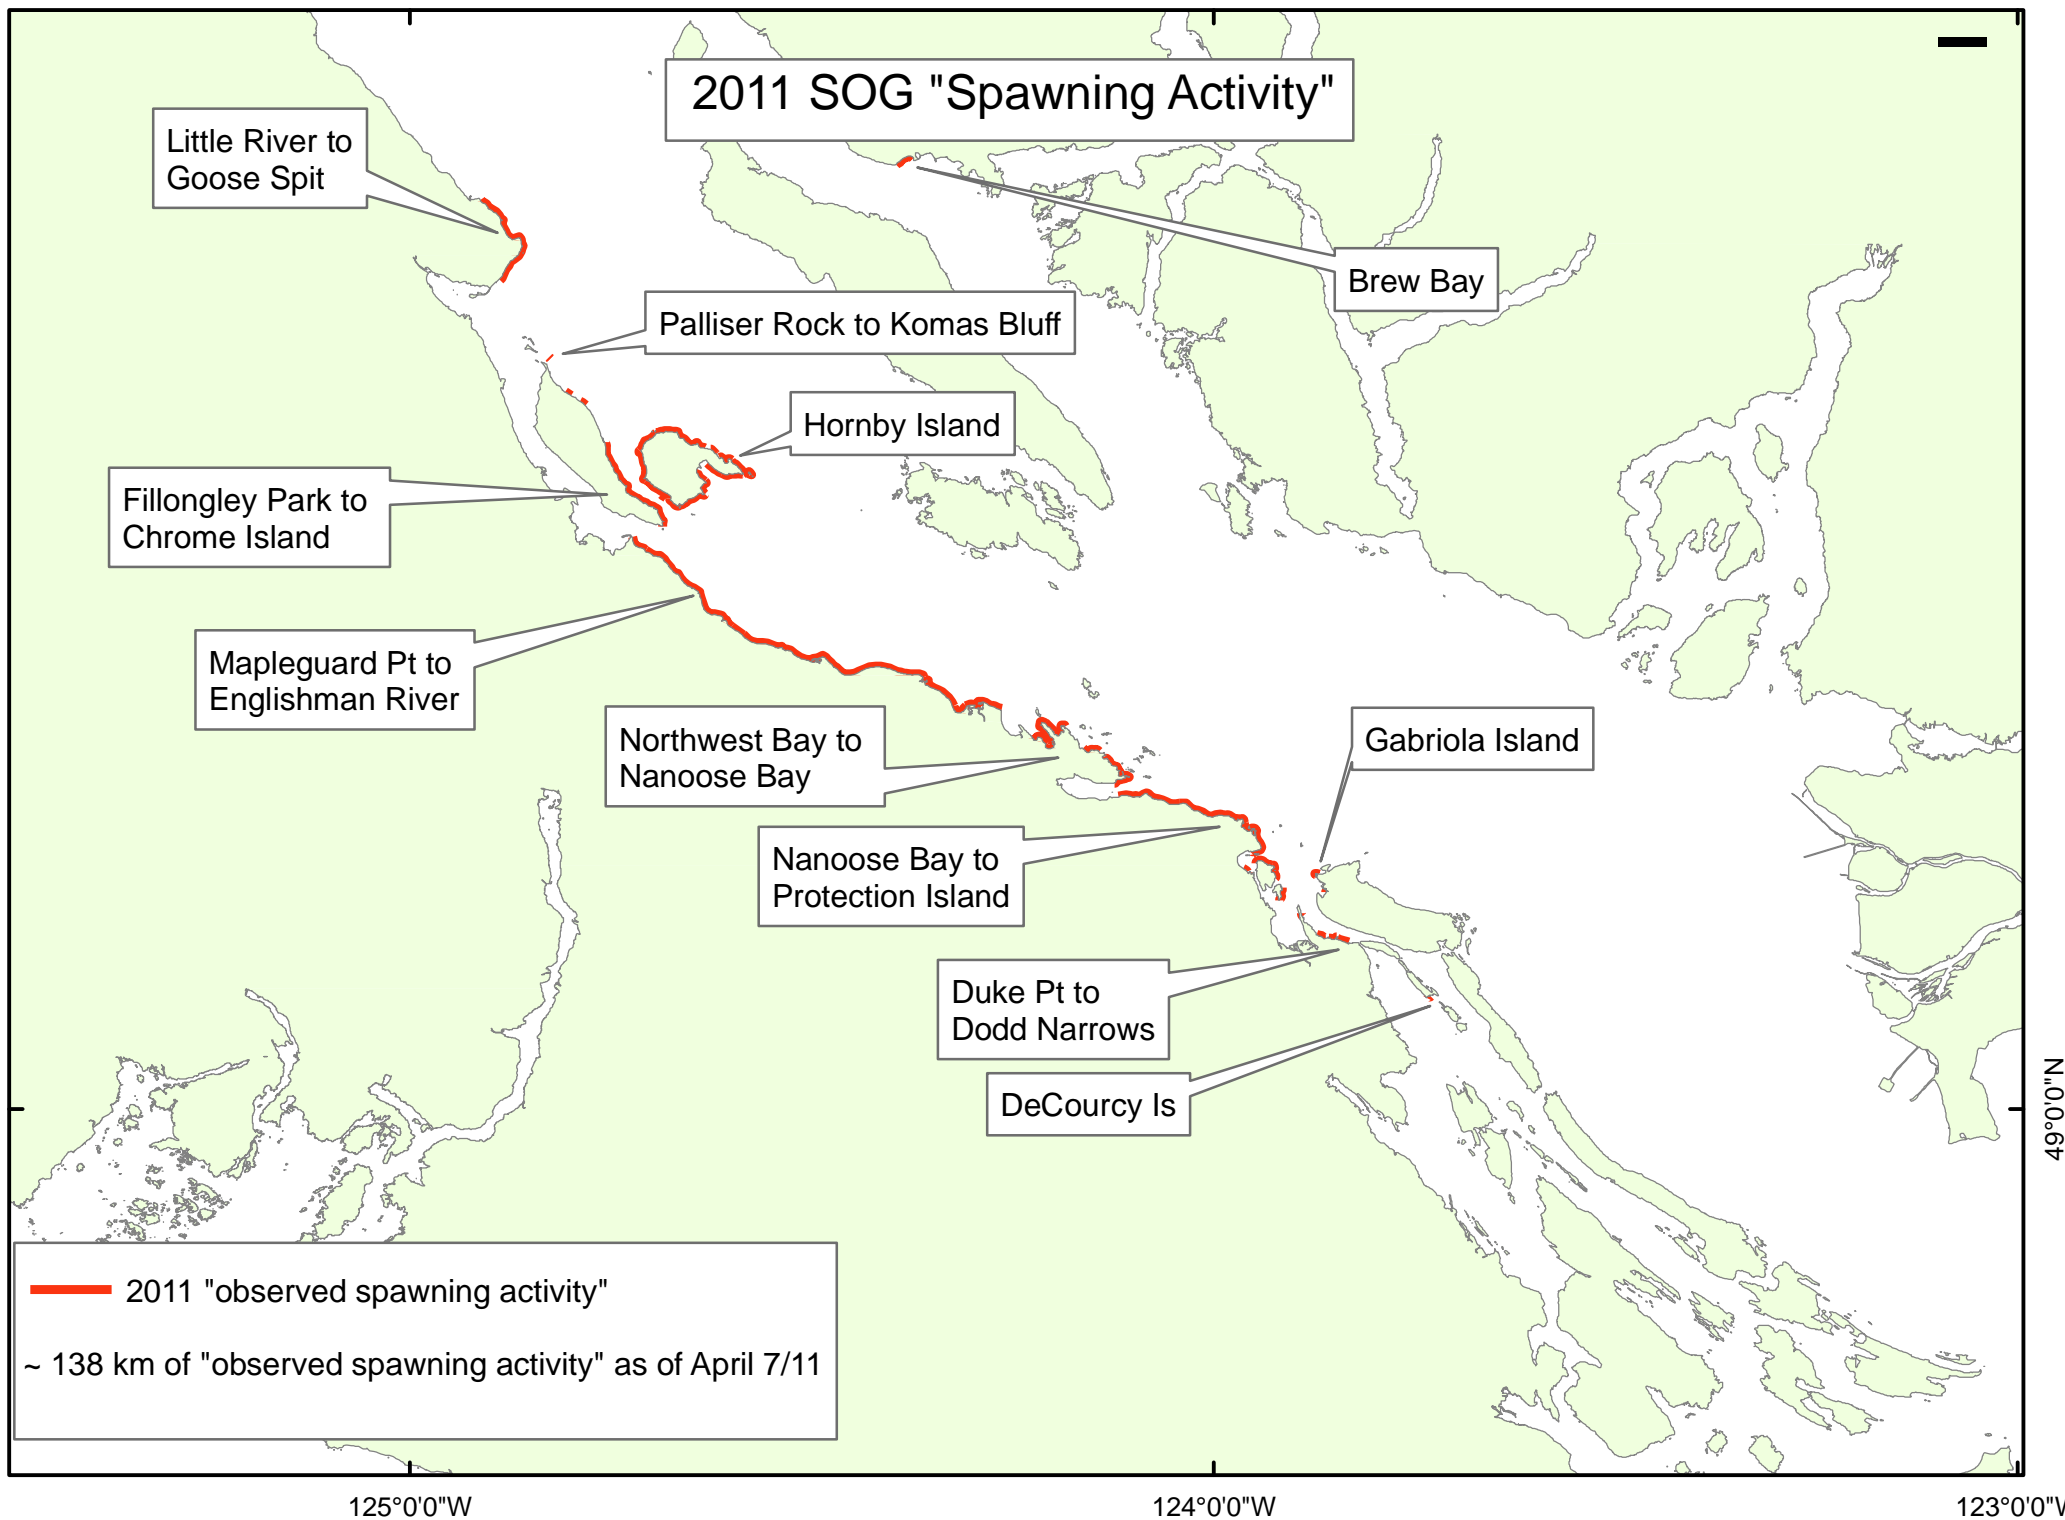 2011 SOG "Spawning Activity"
Little River to
Goose Spit
Brew Bay
Palliser Rock to Komas Bluff
Hornby Island
Fillongley Park to
Chrome Island
Mapleguard Pt to
Englishman River
Northwest Bay to
Nanoose Bay
Gabriola Island
Nanoose Bay to
Protection Island
Duke Pt to
Dodd Narrows
DeCourcy Is
49°0'0"N
2011 "observed spawning activity"
~ 138 km of "observed spawning activity" as of April 7/11
125°0'0"W
124°0'0"W
123°0'0"W